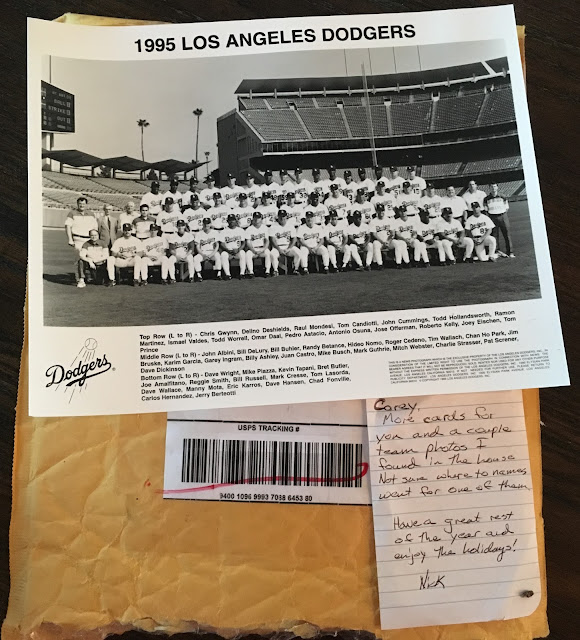 1995 LOS ANGELES DODGERS
BALL
STRIKE
OUT
Top Row (L to R) - Chris Gwynn, Delino Deshields, Raul Mondesi, Tom Candiotti, John Cummings, Todd Hollandsworth, Ramon
Martinez, Ismael Valdes, Todd Worrell, Omar Daal, Pedro Astacio, Antonio Osuna, Jose Offerman, Roberto Kelly, Joey Eischen, Tom
Prince
Middle Row (L to R) - John Albini, Bill DeLury, Bill Buhler, Randy Betance, Hideo Nomo, Roger Cedeno, Tim Wallach, Chan Ho Park, Jim
Bruske, Karim Garcia, Garey Ingram, Billy Ashley, Juan Castro, Mike Busch, Mark Guthrie, Mitch Webster, Charlie Strasser, Pat Screnar,
Dave Dickinson
Bottom Row (L to R) - Dave Wright, Mike Piazza, Kevin Tapani, Bret Butler,
Joe Amalfitano, Reggie Smith, Bill Russell, Mark Cresse, Tom Lasorda,
Dave Wallace, Manny Mota, Eric Karros, Dave Hansen, Chad Fonville,
Carlos Hernandez, Jerry Berteotti
Dodgers
USPS TRACKING #
9400 1096 9993 7088 6453 80
Corey,
More cards for
you and a couple
team photos I
found in the house
Not sure where to names
went for one of them
Have a great rest
of the year and
enjoy the holidays!
Nick